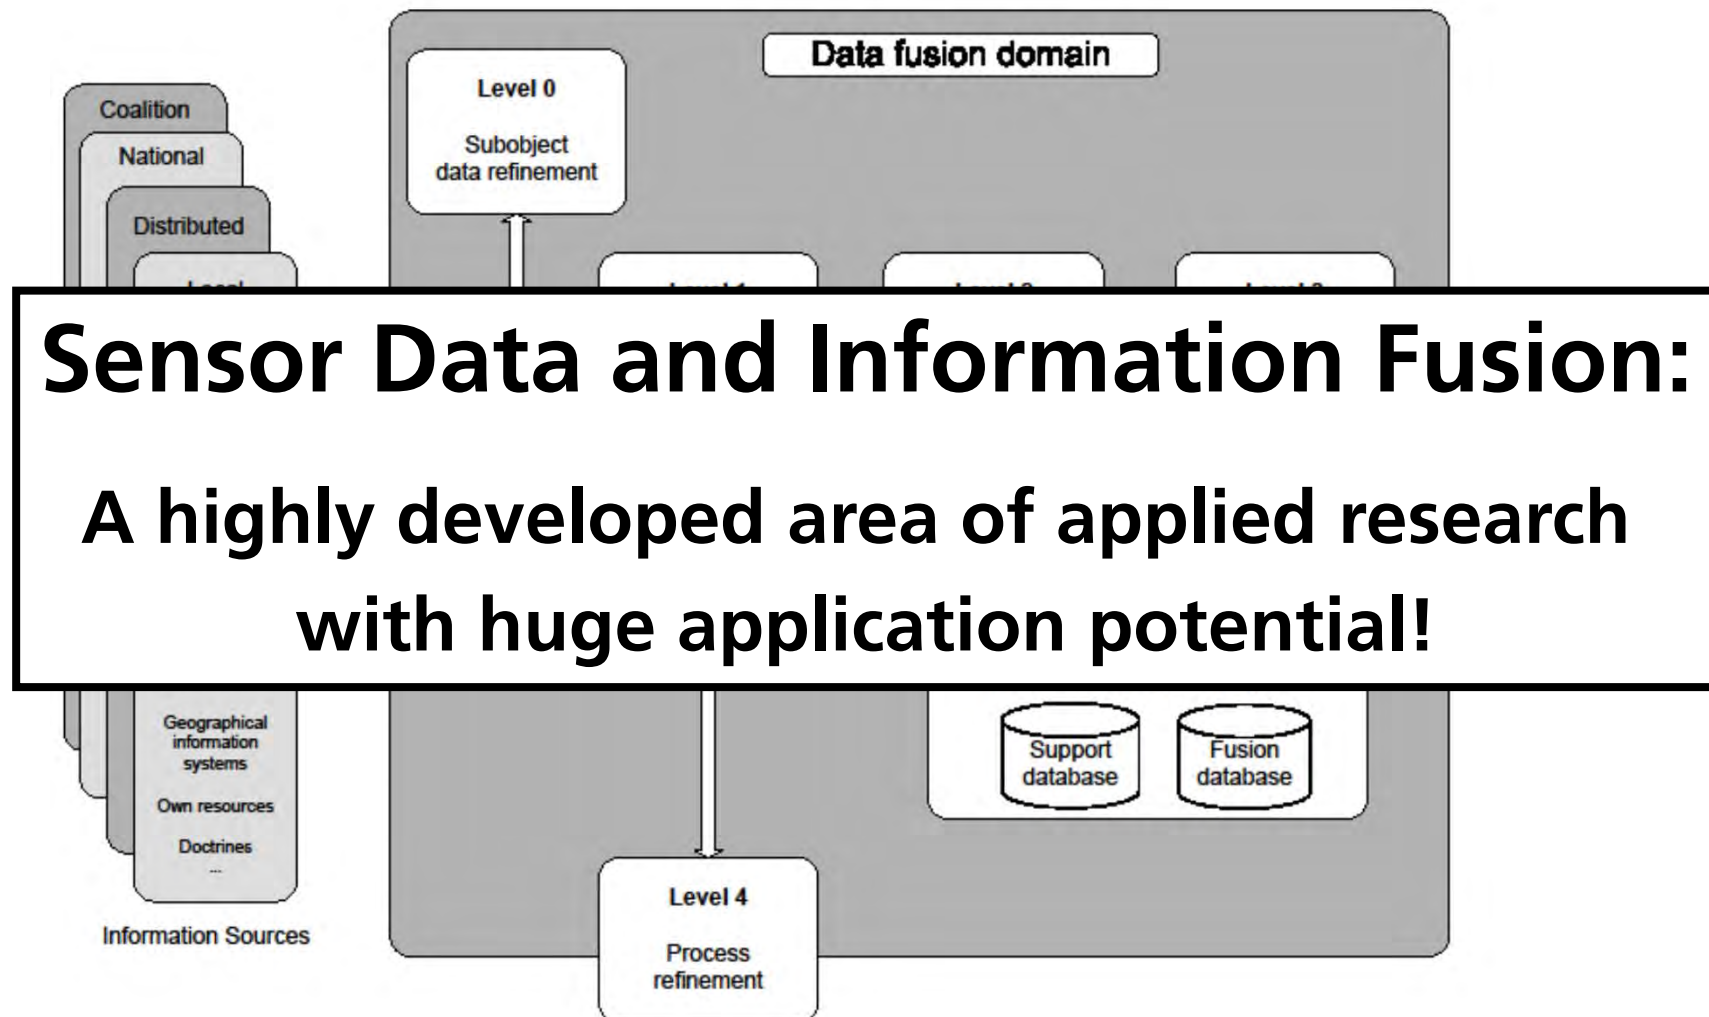 Data fusion domain
Level 0
Subobject
data refinement
Coalition
National
Distributed
Sensor Data and Information Fusion:
A highly developed area of applied research
with huge application potential!
Geographical
information
systems
Own resources
Doctrines
...
Information Sources
Support
database
Fusion
database
Level 4
Process
refinement